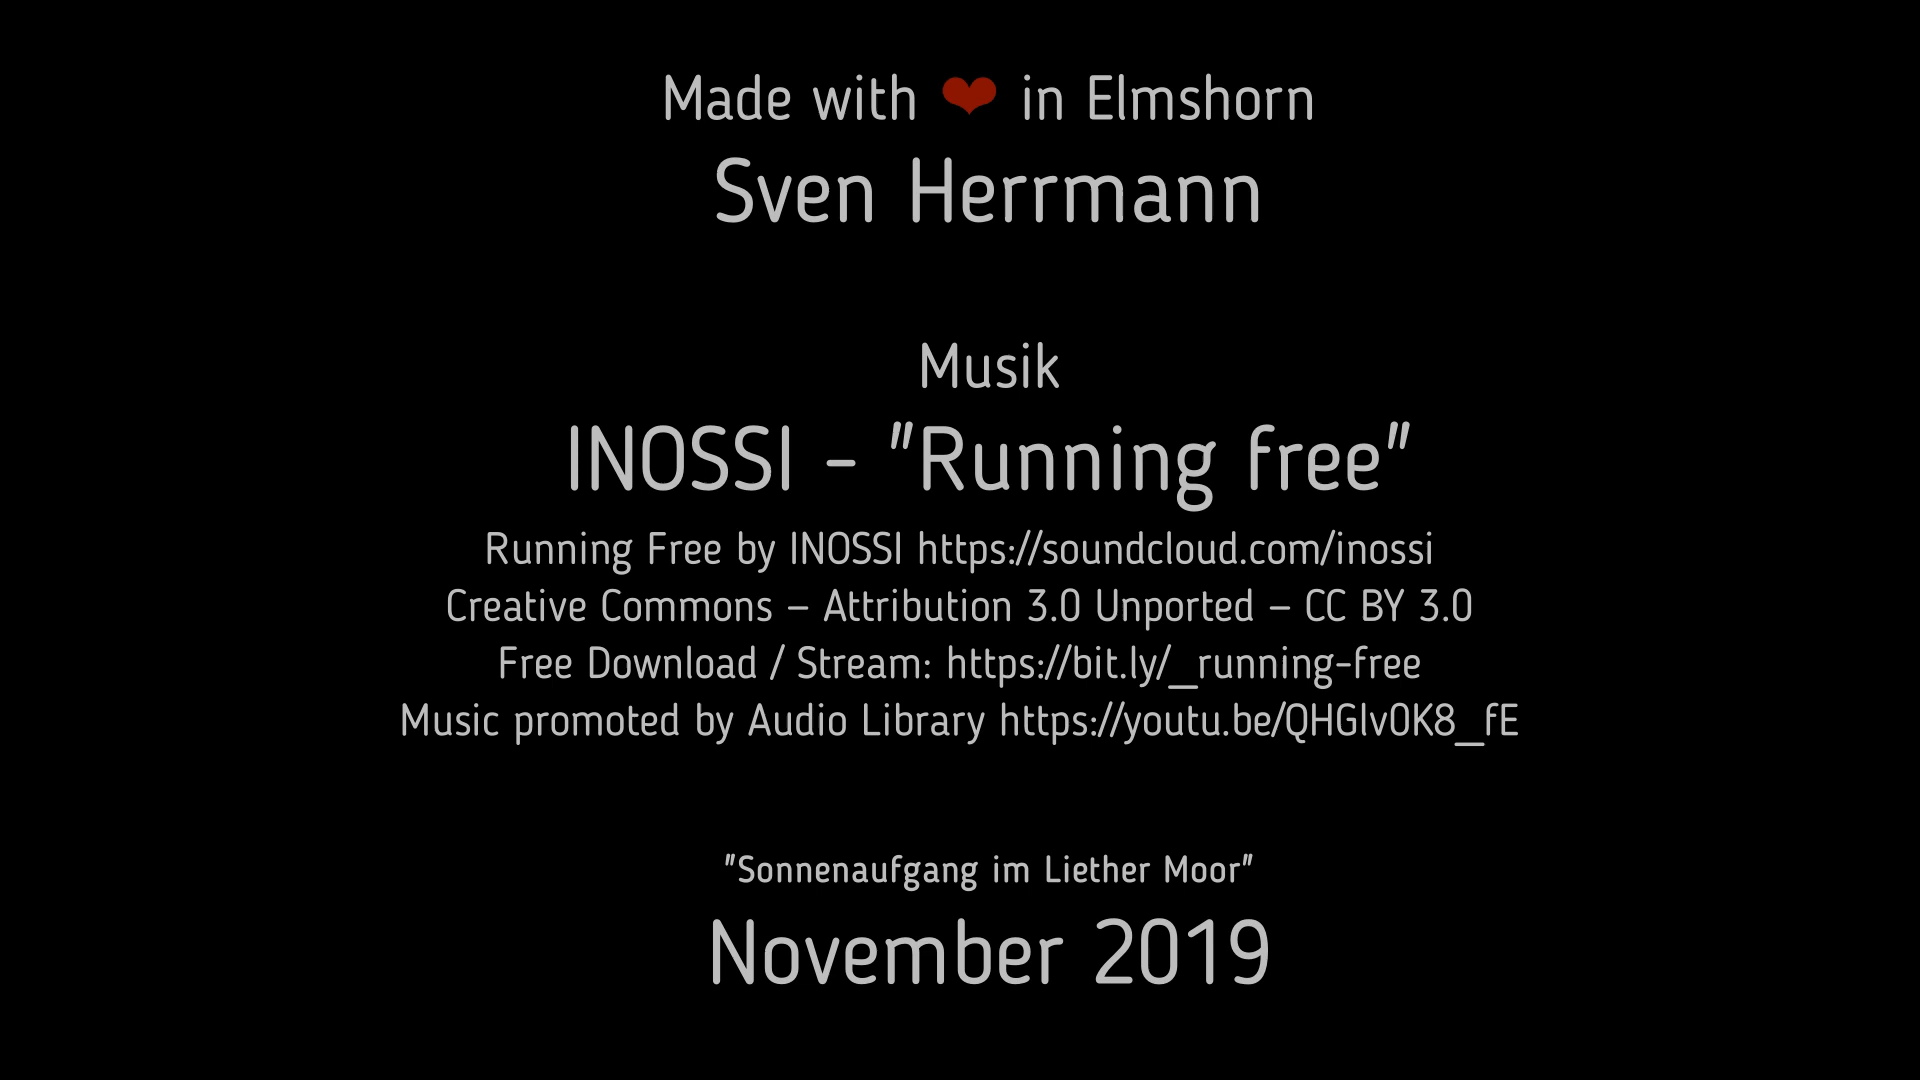 Made with ❤ in Elmshorn
Sven Herrmann
Musik
INOSSI - "Running free"
Running Free by INOSSI https://soundcloud.com/inossi
Creative Commons – Attribution 3.0 Unported – CC BY 3.0
Free Download / Stream: https://bit.ly/_running-free
Music promoted by Audio Library https://youtu.be/QHGlv0K8_fE
"Sonnenaufgang im Liether Moor"
November 2019